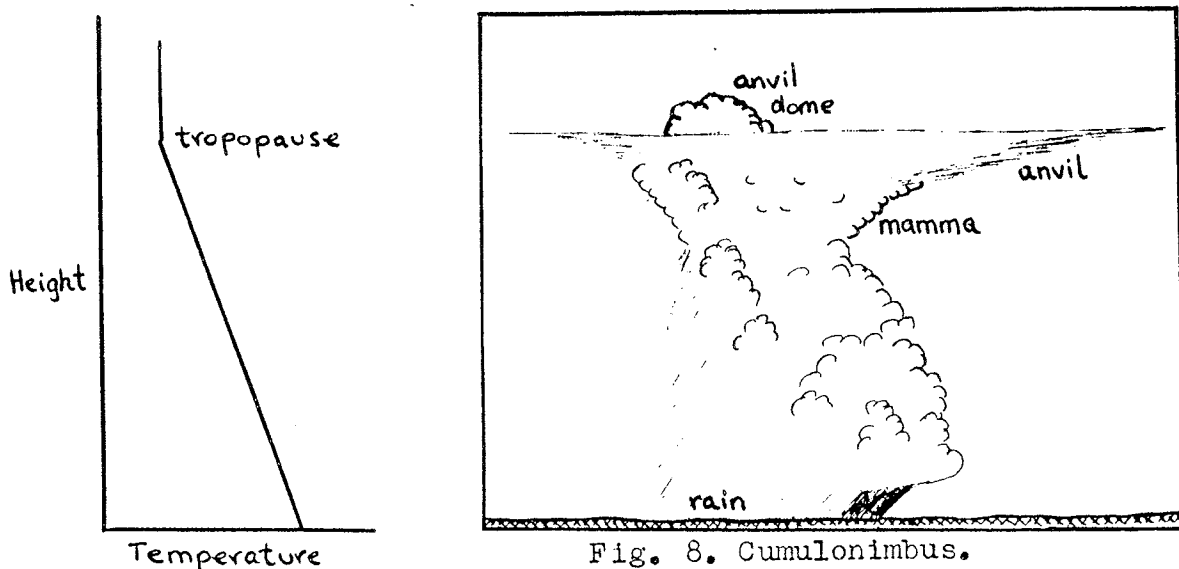 tropopause
Height
Temperature
anvil
dome
anvil
mamma
rain
Fig. 8. Cumulonimbus.